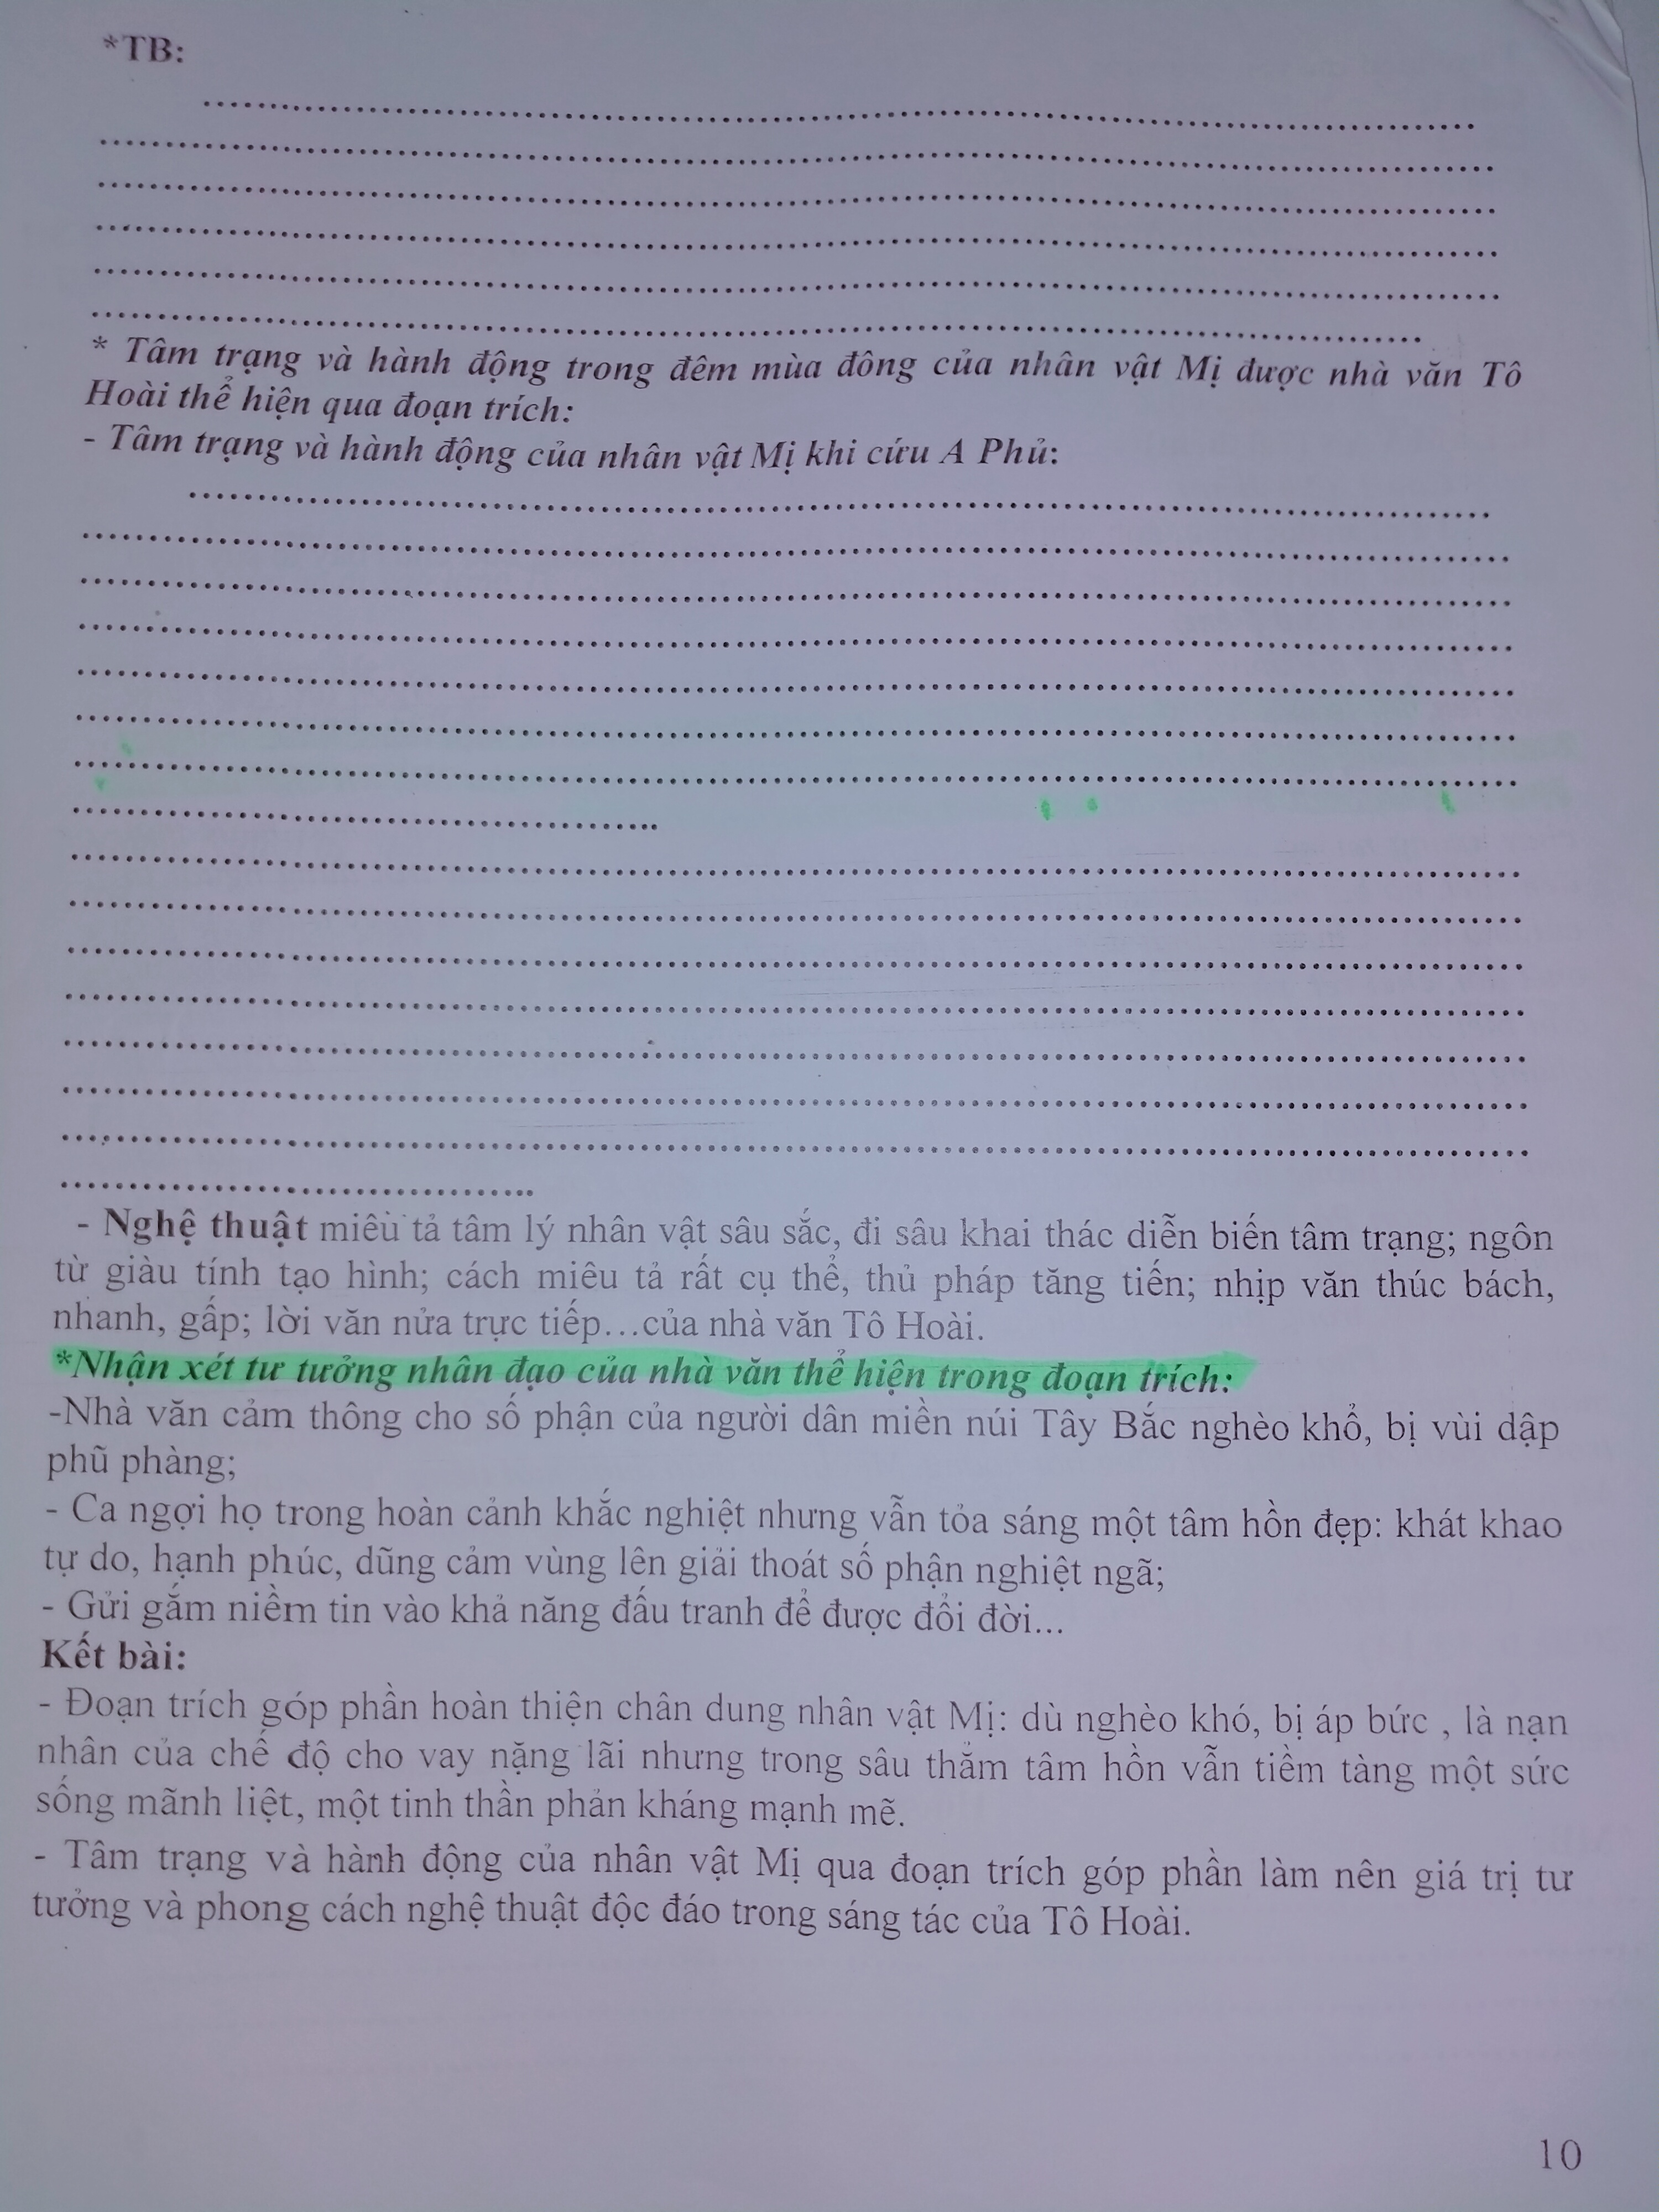 *TB:
* Tâm trạng và hành động trong đêm mùa đông của nhân vật Mị được nhà văn Tô
Hoài thể hiện qua đoạn trích:
- Tâm trạng và hành động của nhân vật Mị khi cứu A Phủ:
- Nghệ thuật miêu tả tâm lý nhân vật sâu sắc, đi sâu khai thác diễn biến tâm trạng; ngôn
từ giàu tính tạo hình; cách miêu tả rất cụ thể, thủ pháp tăng tiến; nhịp văn thúc bách,
nhanh, gấp; lời văn nửa trực tiếp...của nhà văn Tô Hoài.
*Nhận xét tư tưởng nhân đạo của nhà văn thể hiện trong đoạn trích:
-Nhà văn cảm thông cho số phận của người dân miền núi Tây Bắc nghèo khổ, bị vùi dập
phũ phàng;
- Ca ngợi họ trong hoàn cảnh khắc nghiệt nhưng vẫn tỏa sáng một tâm hồn đẹp: khát khao
tự do, hạnh phúc, dũng cảm vùng lên giải thoát số phận nghiệt ngã;
- Gửi gắm niềm tin vào khả năng đấu tranh để được đổi đời...
Kết bài:
- Đoạn trích góp phần hoàn thiện chân dung nhân vật Mị: dù nghèo khó, bị áp bức , là nạn
nhân của chế độ cho vay nặng lãi nhưng trong sâu thẳm tâm hồn vẫn tiềm tàng một sức
sống mãnh liệt, một tinh thần phản kháng mạnh mẽ.
- Tâm trạng và hành động của nhân vật Mị qua đoạn trích góp phần làm nên giá trị tư
tưởng và phong cách nghệ thuật độc đáo trong sáng tác của Tô Hoài.
10